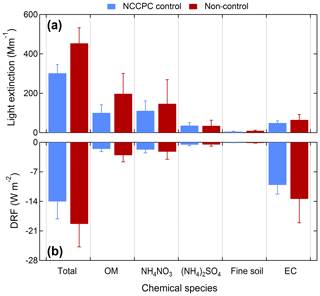 NCCPC control
Non-control
(a)
Light extinction (Mm⁻¹)
600
400
200
0
DRF (W m⁻²)
0
-7
-14
-21
-28
(b)
Total OM NH₄NO₃ (NH₄)₂SO₄ Fine soil EC
Chemical species